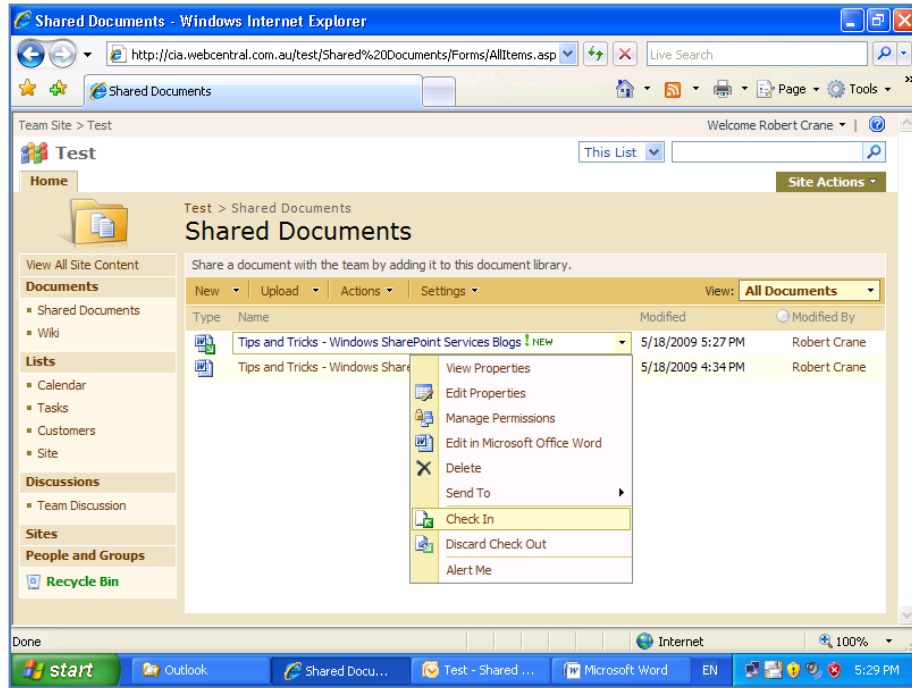 Shared Documents - Windows Internet Explorer
http://cia.webcentral.com.au/test/Shared%20Documents/Forms/AllItems.asp
Live Search
Shared Documents
Page
Tools
Team Site > Test
Welcome Robert Crane
Test
This List
Home
Site Actions
Test > Shared Documents
Shared Documents
View All Site Content
Share a document with the team by adding it to this document library.
Documents
New
Upload
Actions
Settings
View: All Documents
Shared Documents
Type
Name
Modified
Modified By
Wiki
Tips and Tricks - Windows SharePoint Services Blogs ! NEW
5/18/2009 5:27 PM
Robert Crane
Lists
Tips and Tricks - Windows Share
5/18/2009 4:34 PM
Robert Crane
Calendar
Tasks
Customers
Site
Discussions
Team Discussion
Sites
People and Groups
Recycle Bin
View Properties
Edit Properties
Manage Permissions
Edit in Microsoft Office Word
Delete
Send To
Check In
Discard Check Out
Alert Me
Done
Internet
100%
start
Outlook
Shared Docu...
Test - Shared ...
Microsoft Word
EN
5:29 PM